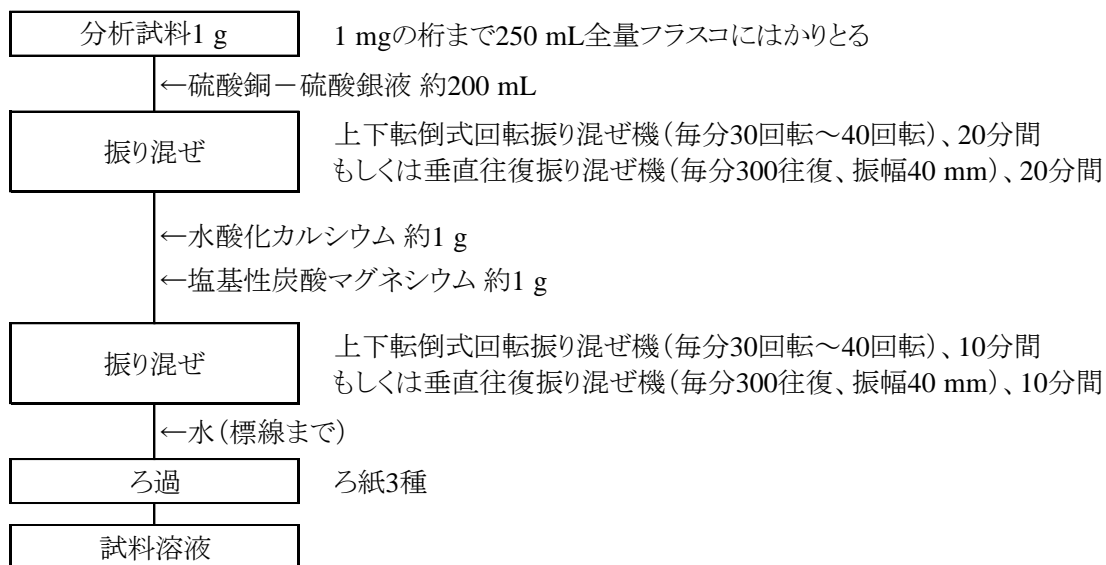 分析試料1 g
1 mgの桁まで250 mL全量フラスコにはかりとる
←硫酸銅－硫酸銀液 約200 mL
振り混ぜ
上下転倒式回転振り混ぜ機（毎分30回転～40回転）、20分間
もしくは垂直往復振り混ぜ機（毎分300往復、振幅40 mm）、20分間
←水酸化カルシウム 約1 g
←塩基性炭酸マグネシウム 約1 g
振り混ぜ
上下転倒式回転振り混ぜ機（毎分30回転～40回転）、10分間
もしくは垂直往復振り混ぜ機（毎分300往復、振幅40 mm）、10分間
←水（標線まで）
ろ過
ろ紙3種
試料溶液